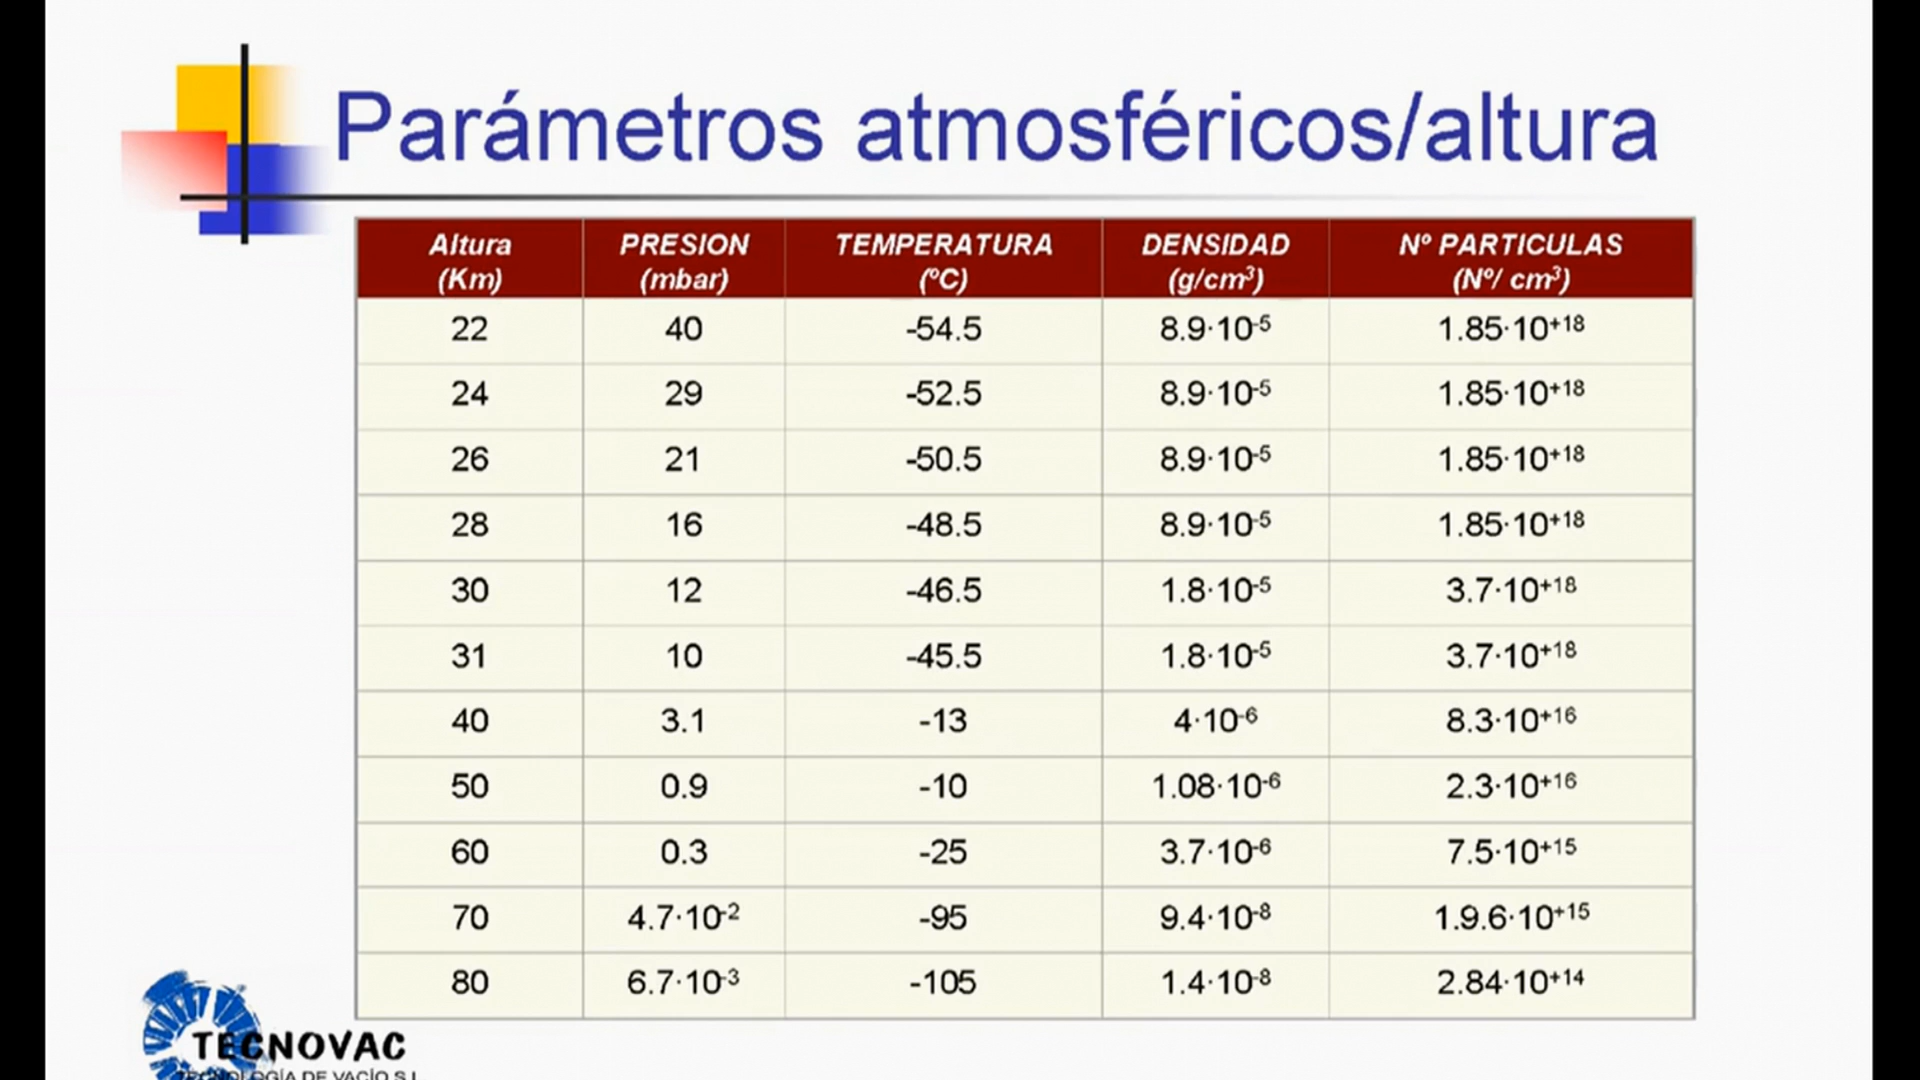 Parámetros atmosféricos/altura
Altura (Km) PRESION (mbar) TEMPERATURA (ºC) DENSIDAD (g/cm³) Nº PARTICULAS (Nº/ cm³)
22 40 -54.5 8.9·10⁻⁵ 1.85·10⁺¹⁸
24 29 -52.5 8.9·10⁻⁵ 1.85·10⁺¹⁸
26 21 -50.5 8.9·10⁻⁵ 1.85·10⁺¹⁸
28 16 -48.5 8.9·10⁻⁵ 1.85·10⁺¹⁸
30 12 -46.5 1.8·10⁻⁵ 3.7·10⁺¹⁸
31 10 -45.5 1.8·10⁻⁵ 3.7·10⁺¹⁸
40 3.1 -13 4·10⁻⁶ 8.3·10⁺¹⁶
50 0.9 -10 1.08·10⁻⁶ 2.3·10⁺¹⁶
60 0.3 -25 3.7·10⁻⁶ 7.5·10⁺¹⁵
70 4.7·10⁻² -95 9.4·10⁻⁸ 1.9.6·10⁺¹⁵
80 6.7·10⁻³ -105 1.4·10⁻⁸ 2.84·10⁺¹⁴
TECNOVAC
TECNOLOGÍA DE VACÍO S.L.